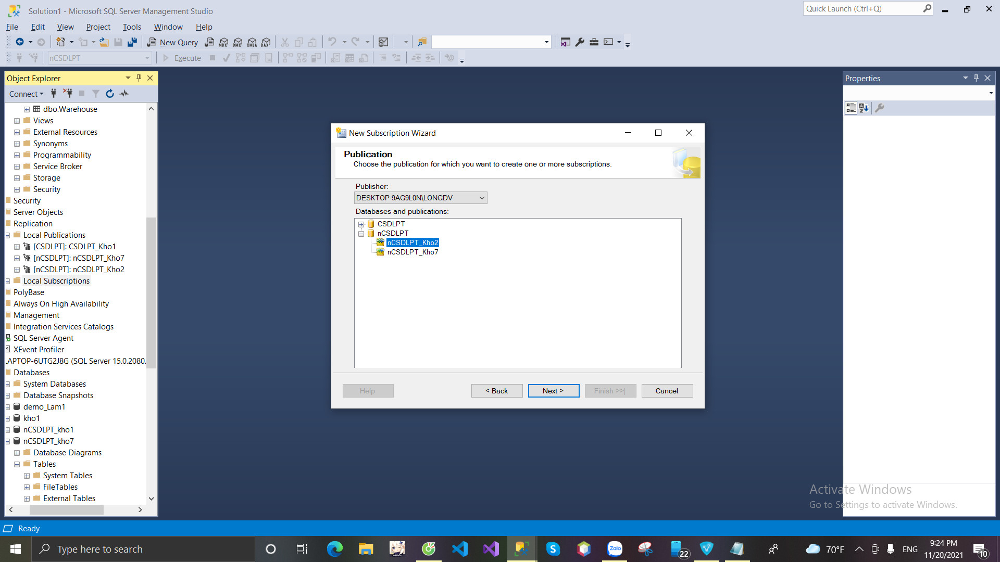 Solution1 - Microsoft SQL Server Management Studio
Quick Launch (Ctrl+Q)
File Edit View Project Tools Window Help
New Query MDX DMX XMLA DAX
nCSDLPT Execute
Object Explorer
Connect
dbo.Warehouse
Views
External Resources
Synonyms
Programmability
Service Broker
Storage
Security
Security
Server Objects
Replication
Local Publications
[CSDLPT]: CSDLPT_Kho1
[nCSDLPT]: nCSDLPT_Kho7
[nCSDLPT]: nCSDLPT_Kho2
Local Subscriptions
PolyBase
Always On High Availability
Management
Integration Services Catalogs
SQL Server Agent
XEvent Profiler
APTOP-6UTG2J8G (SQL Server 15.0.2080.
Databases
System Databases
Database Snapshots
demo_Lam1
kho1
nCSDLPT_kho1
nCSDLPT_kho7
Database Diagrams
Tables
System Tables
FileTables
External Tables
New Subscription Wizard
Publication
Choose the publication for which you want to create one or more subscriptions.
Publisher:
DESKTOP-9AG9L0N\LONGDV
Databases and publications:
CSDLPT
nCSDLPT
nCSDLPT_Kho2
nCSDLPT_Kho7
Help
< Back
Next >
Finish >>|
Cancel
Properties
Activate Windows
Go to Settings to activate Windows.
Ready
Type here to search
Zalo
22
70°F
ENG
9:24 PM
11/20/2021
10